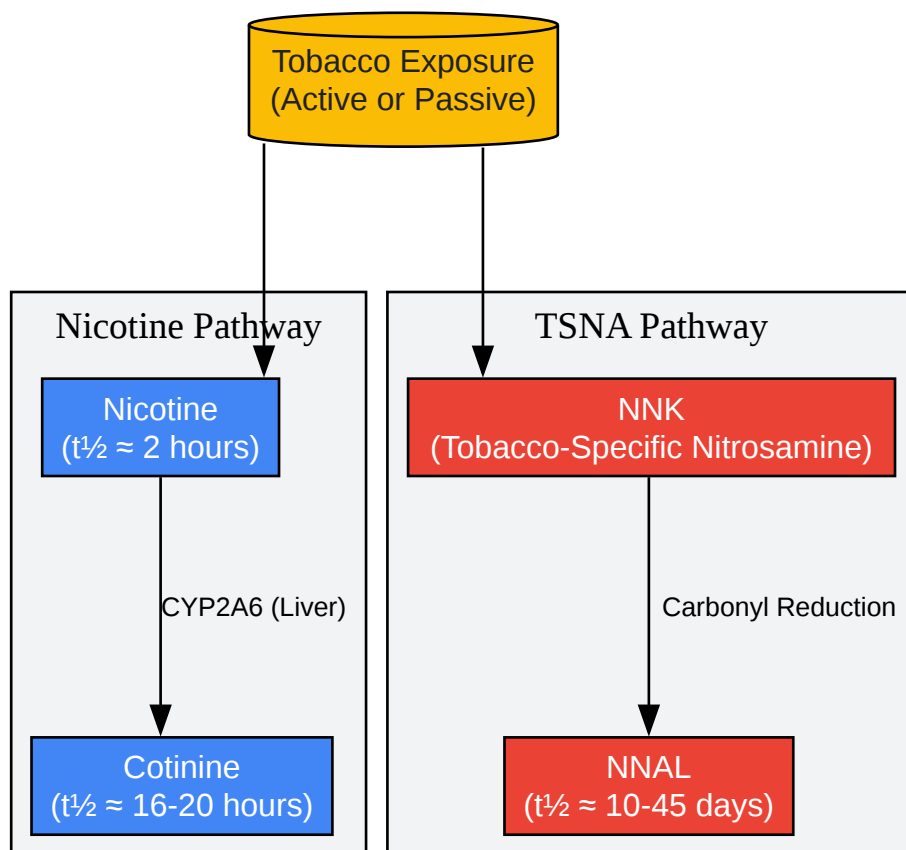 Tobacco Exposure
(Active or Passive)
Nicotine Pathway
TSNA Pathway
Nicotine
(t½ ≈ 2 hours)
NNK
(Tobacco-Specific Nitrosamine)
CYP2A6 (Liver)
Carbonyl Reduction
Cotinine
(t½ ≈ 16-20 hours)
NNAL
(t½ ≈ 10-45 days)